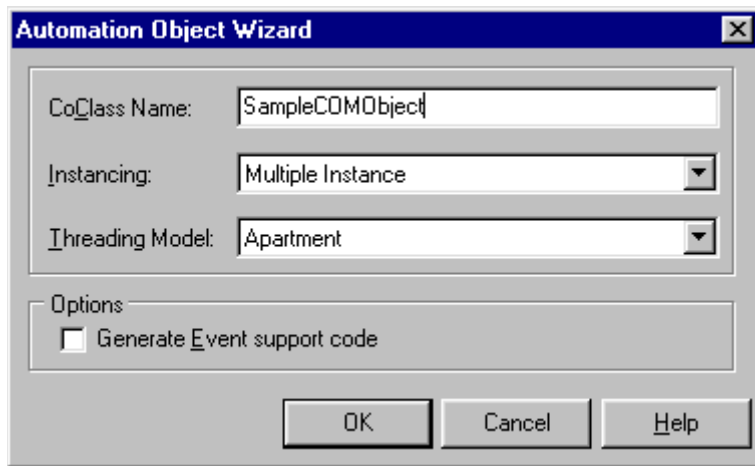 Automation Object Wizard
CoClass Name: SampleCOMObject
Instancing: Multiple Instance
Threading Model: Apartment
Options
Generate Event support code
OK Cancel Help